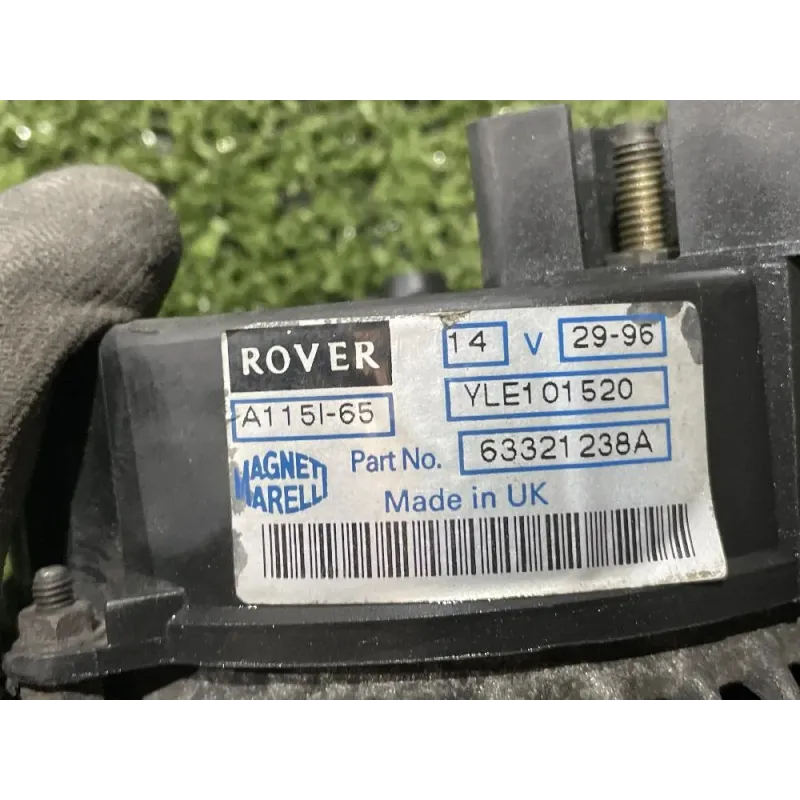 ROVER 14 V 29-96
A115I-65 YLE101520
MAGNETI MARELLI Part No. 63321238A
Made in UK